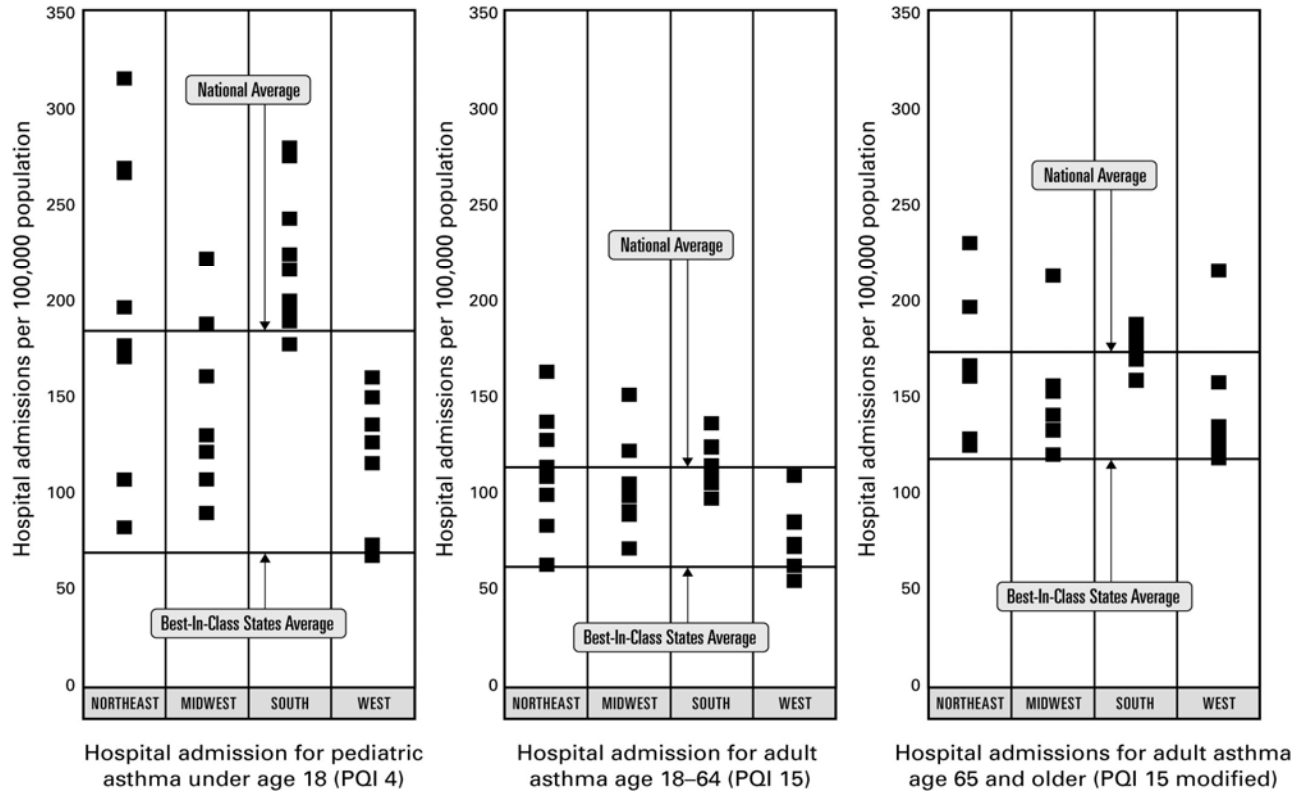 Hospital admissions per 100,000 population
350
300
250
200
150
100
50
0
National Average
Best-In-Class States Average
NORTHEAST
MIDWEST
SOUTH
WEST
Hospital admission for pediatric
asthma under age 18 (PQI 4)
Hospital admissions per 100,000 population
350
300
250
200
150
100
50
0
National Average
Best-In-Class States Average
NORTHEAST
MIDWEST
SOUTH
WEST
Hospital admission for adult
asthma age 18–64 (PQI 15)
Hospital admissions per 100,000 population
350
300
250
200
150
100
50
0
National Average
Best-In-Class States Average
NORTHEAST
MIDWEST
SOUTH
WEST
Hospital admissions for adult asthma
age 65 and older (PQI 15 modified)